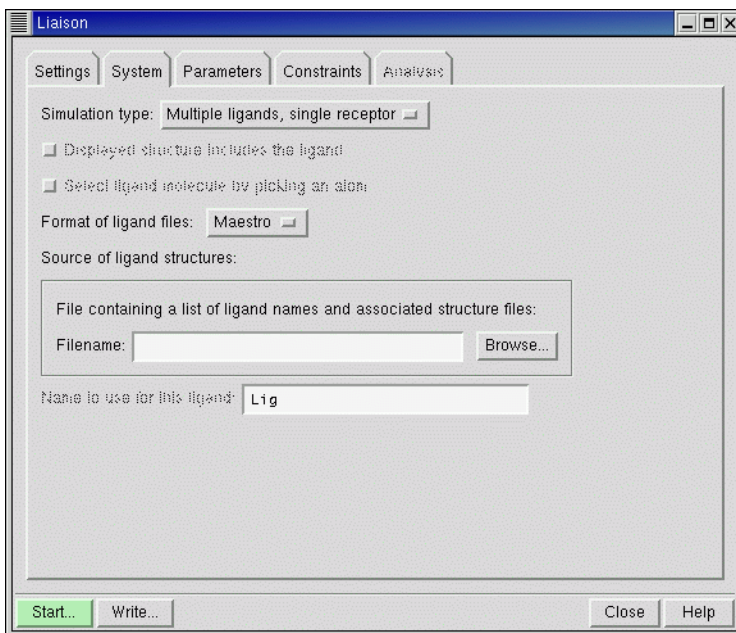 Liaison
Settings System Parameters Constraints Analysis
Simulation type: Multiple ligands, single receptor
Displayed structure includes the ligand
Select ligand molecule by picking an atom
Format of ligand files: Maestro
Source of ligand structures:
File containing a list of ligand names and associated structure files:
Filename: Browse...
Name to use for this ligand: Lig
Start... Write... Close Help